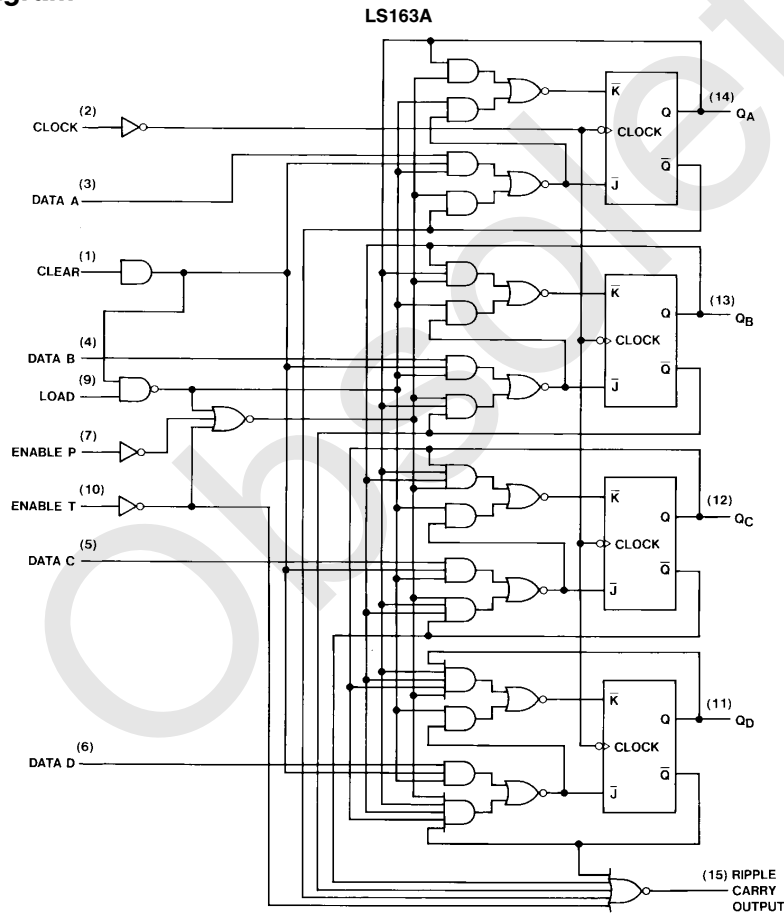 LS163A
K
(14)
(2)
Q
QA
CLOCK
CLOCK
Q
(3)
DATA A
J
(1)
CLEAR
K
(13)
Q
QB
(4)
CLOCK
DATA B
Q
(9)
LOAD
J
(7)
ENABLE P
(10)
ENABLE T
K
(12)
Q
QC
(5)
CLOCK
DATA C
Q
J
K
(11)
Q
QD
(6)
CLOCK
DATA D
Q
J
(15) RIPPLE
CARRY
OUTPUT